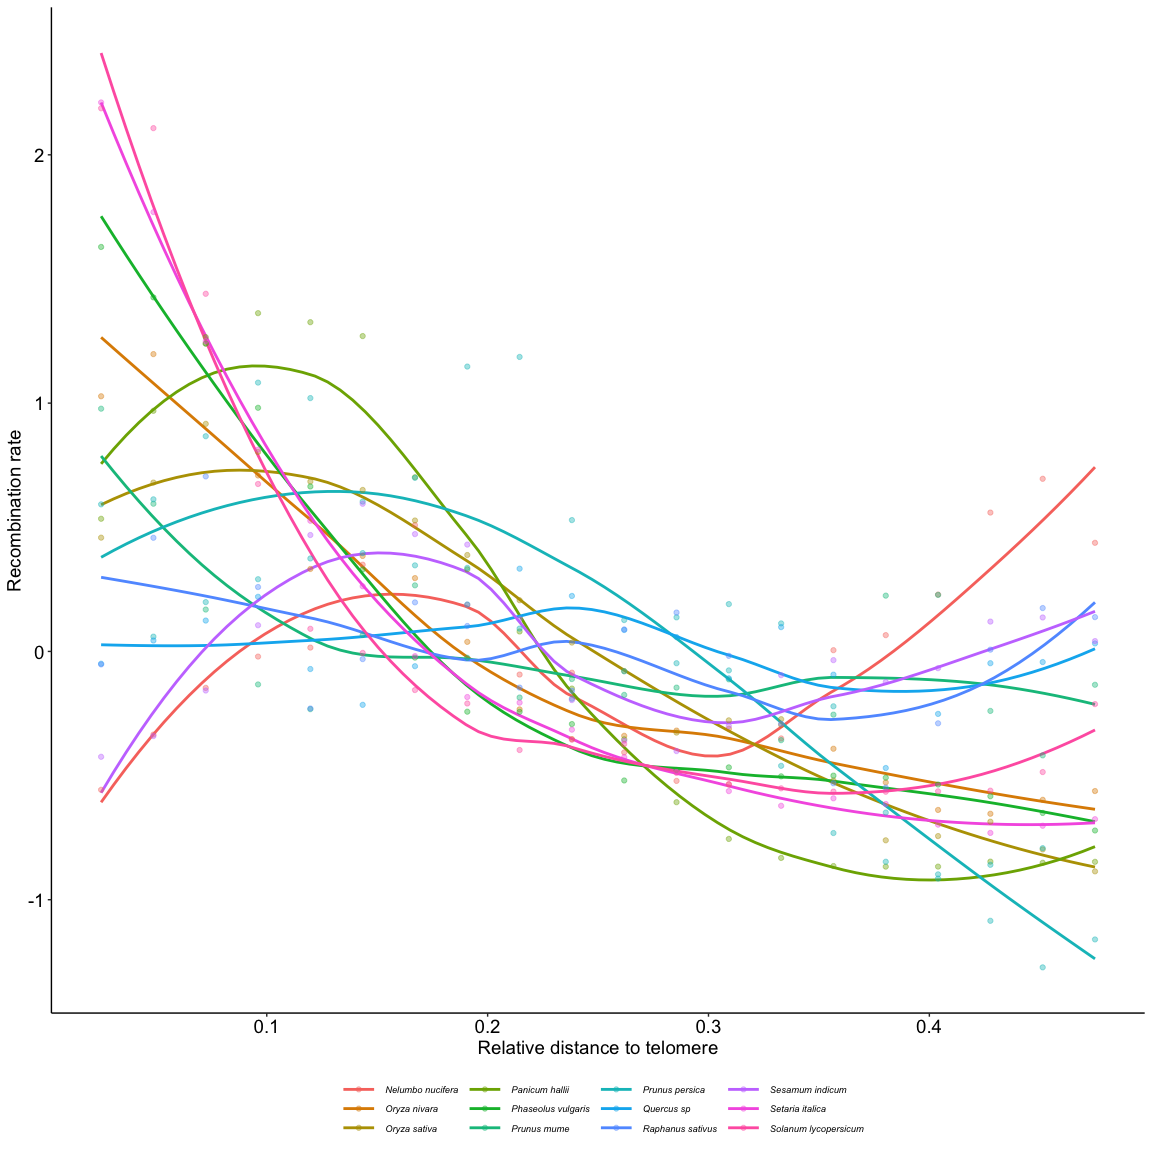 Recombination rate
2
1
0
-1
0.1 0.2 0.3 0.4
Relative distance to telomere
Nelumbo nucifera Panicum hallii Prunus persica Sesamum indicum
Oryza nivara Phaseolus vulgaris Quercus sp Setaria italica
Oryza sativa Prunus mume Raphanus sativus Solanum lycopersicum